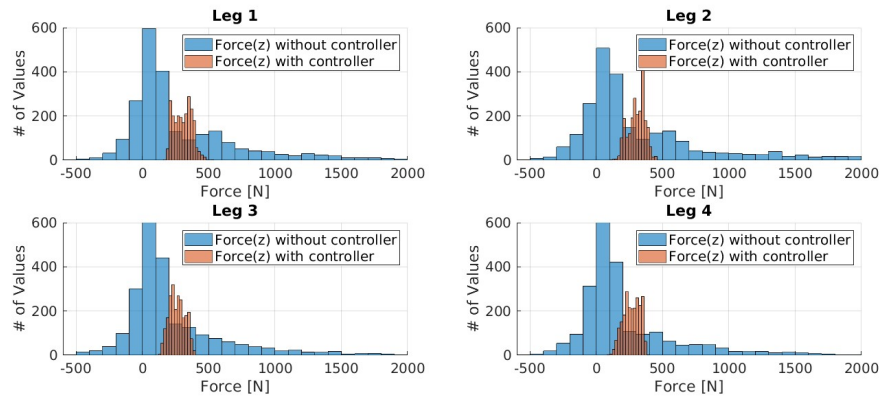 Leg 1
600
400
200
0
# of Values
Force(z) without controller
Force(z) with controller
-500 0 500 1000 1500 2000
Force [N]
Leg 2
600
400
200
0
# of Values
Force(z) without controller
Force(z) with controller
-500 0 500 1000 1500 2000
Force [N]
Leg 3
600
400
200
0
# of Values
Force(z) without controller
Force(z) with controller
-500 0 500 1000 1500 2000
Force [N]
Leg 4
600
400
200
0
# of Values
Force(z) without controller
Force(z) with controller
-500 0 500 1000 1500 2000
Force [N]